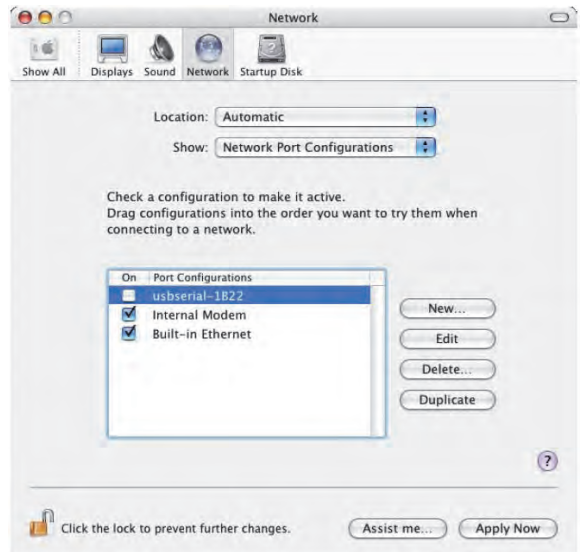 Network
Show All Displays Sound Network Startup Disk
Location: Automatic
Show: Network Port Configurations
Check a configuration to make it active.
Drag configurations into the order you want to try them when
connecting to a network.
On Port Configurations
usbserial-1B22
Internal Modem
Built-in Ethernet
New...
Edit
Delete...
Duplicate
?
Click the lock to prevent further changes. Assist me... Apply Now